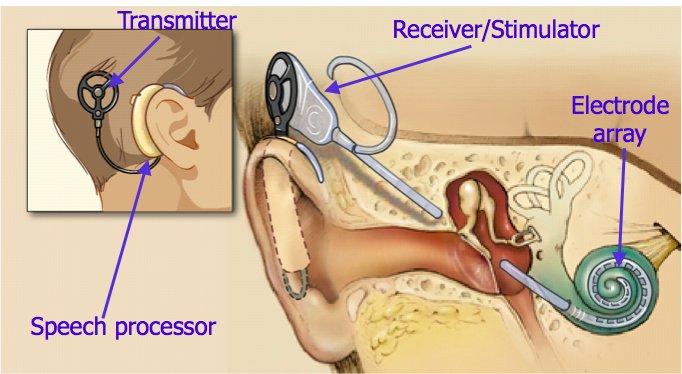 Transmitter
Receiver/Stimulator
Electrode
array
Speech processor